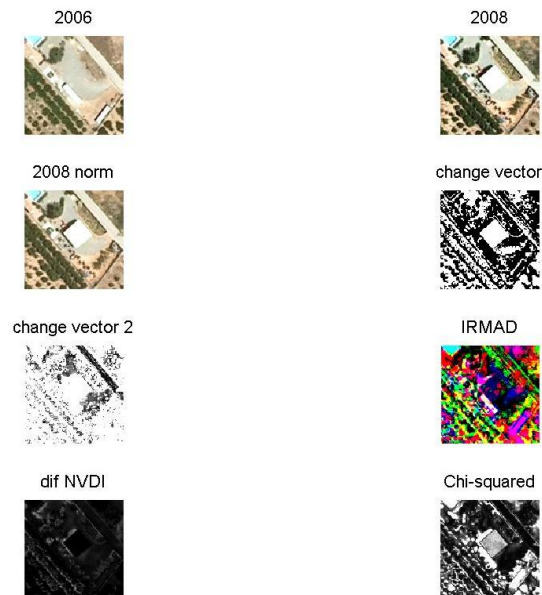 2006
2008
2008 norm
change vector
change vector 2
IRMAD
dif NVDI
Chi-squared